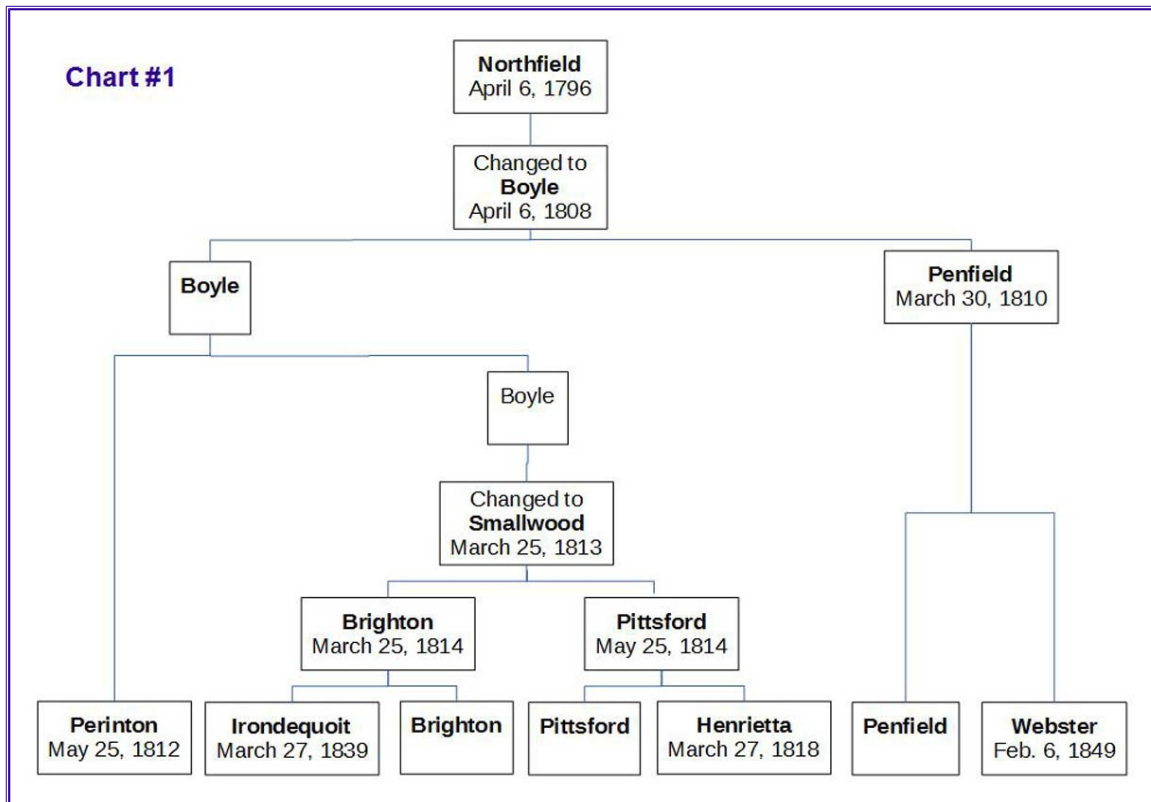 Chart #1
Northfield
April 6, 1796
Changed to
Boyle
April 6, 1808
Boyle
Penfield
March 30, 1810
Boyle
Changed to
Smallwood
March 25, 1813
Brighton
March 25, 1814
Pittsford
May 25, 1814
Perinton
May 25, 1812
Irondequoit
March 27, 1839
Brighton
Pittsford
Henrietta
March 27, 1818
Penfield
Webster
Feb. 6, 1849